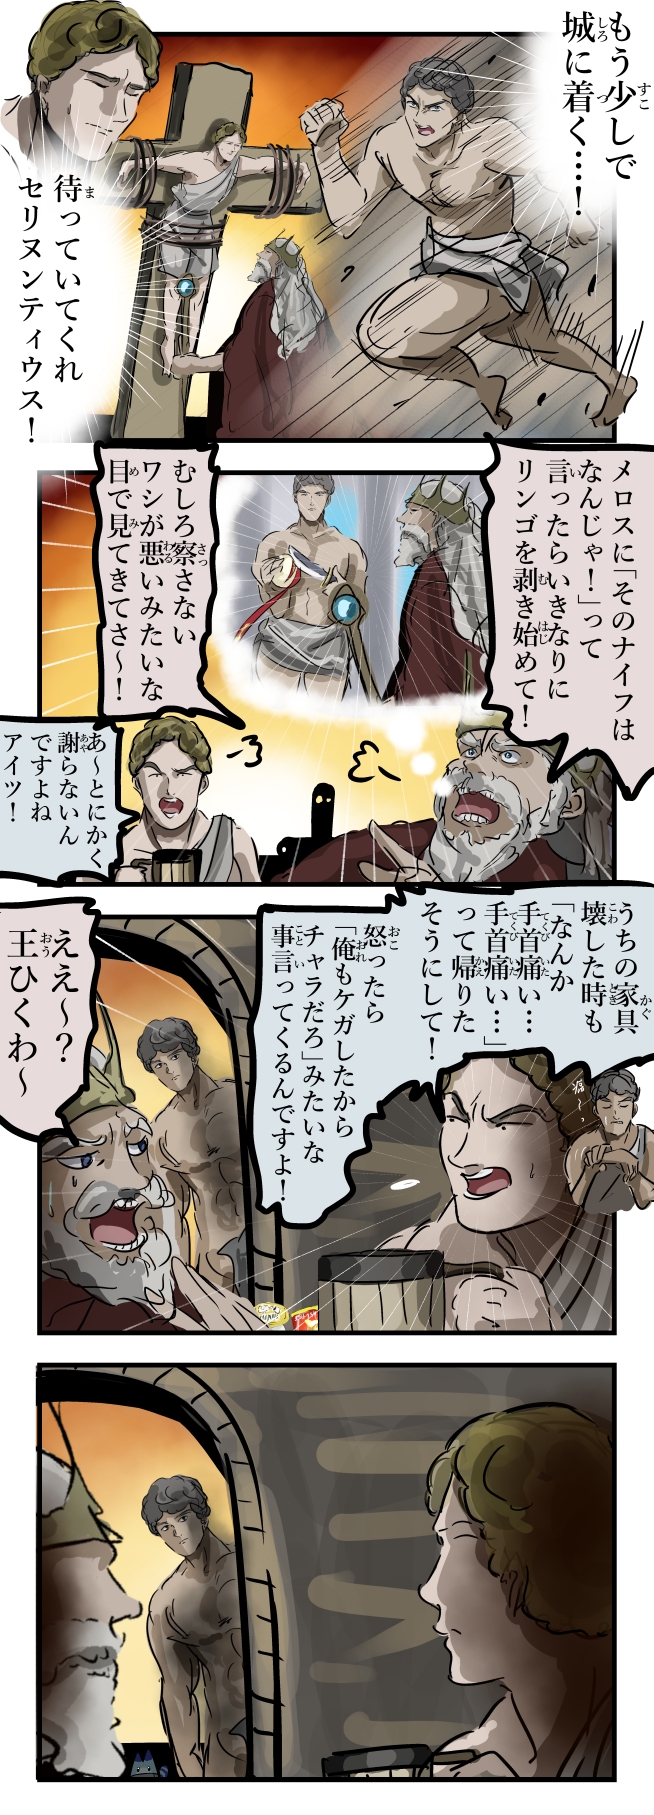 もう少しで
城に着く…！
待っていてくれ
セリヌンティウス！
メロスに「そのナイフは
なんじゃ！」って
言ったらいきなりに
リンゴを剥き始めて！
むしろ察さない
ワシが悪いみたいな
目で見てきてさ〜！
あ〜とにかく
謝らないん
ですよね
アイツ！
うちの家具
壊した時も
「なんか
手首痛い…
手首痛い…」
って帰りた
そうにして！
怒ったら
「俺もケガしたから
チャラだろ」みたいな
事言ってくるんですよ！
ええ〜？
王ひくわ〜